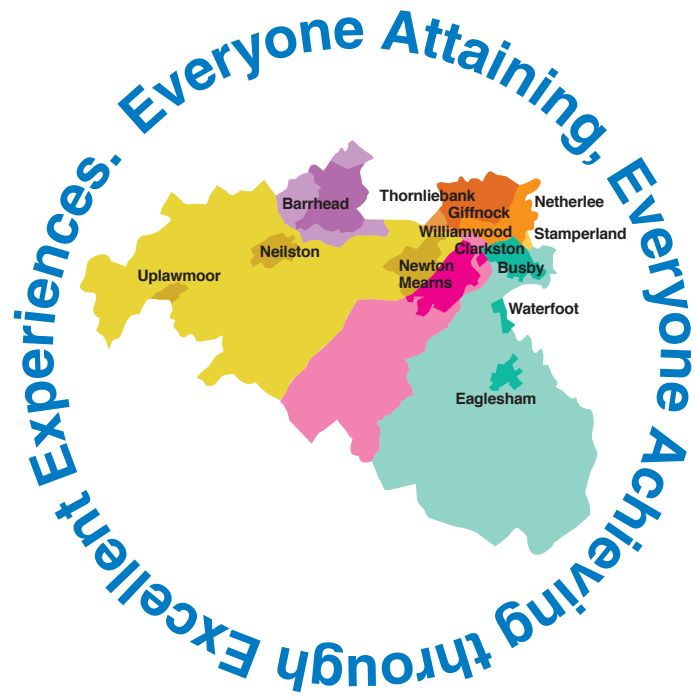 Everyone Attaining, Everyone Achieving through Excellent Experiences.
Barrhead
Thornliebank
Giffnock
Netherlee
Williamwood
Stamperland
Clarkston
Neilston
Newton
Mearns
Busby
Uplawmoor
Waterfoot
Eaglesham